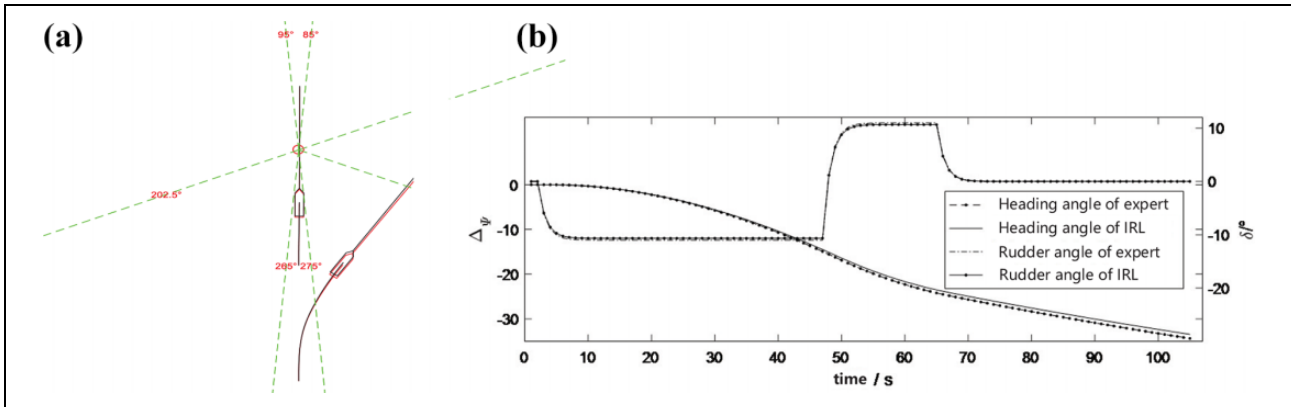 (a)
95° 85°
202.5°
265° 275°
(b)
0
-10
-20
-30
ΔΨ
10
0
-10
-20
δ/°
0 10 20 30 40 50 60 70 80 90 100
time / s
Heading angle of expert
Heading angle of IRL
Rudder angle of expert
Rudder angle of IRL